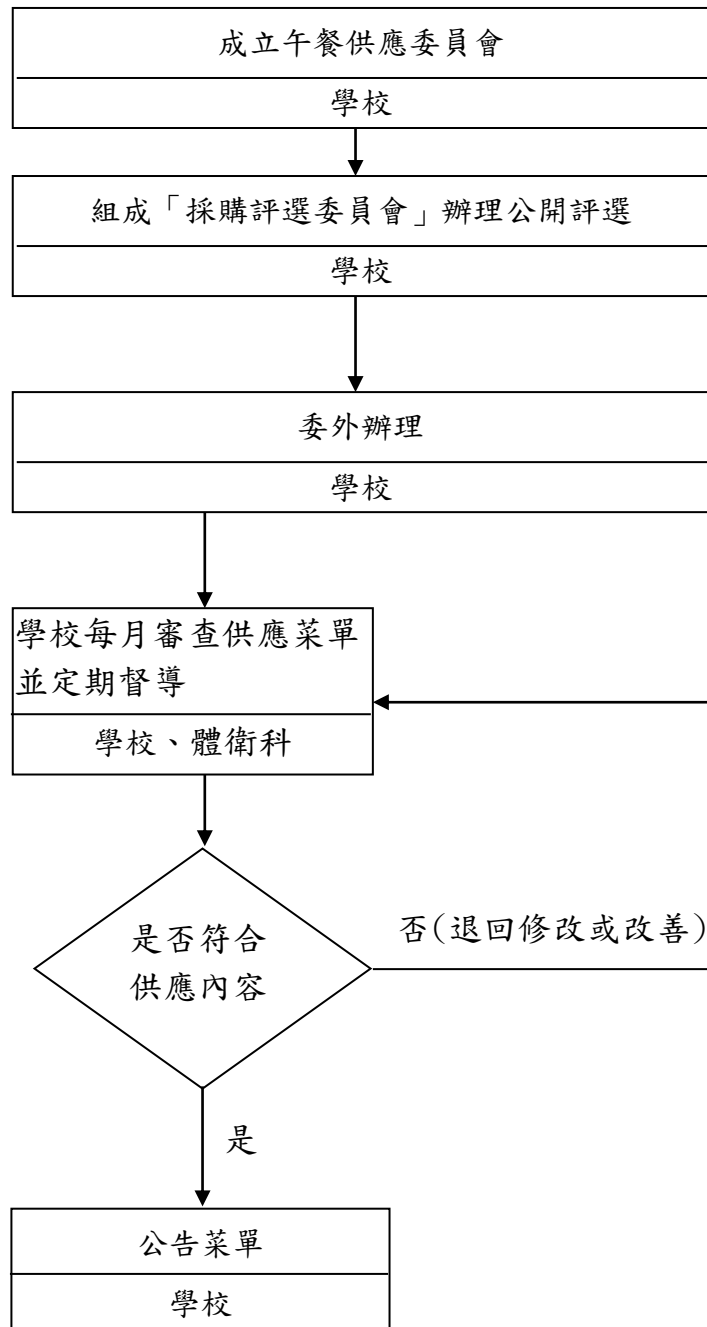 成立午餐供應委員會
學校
組成「採購評選委員會」辦理公開評選
學校
委外辦理
學校
學校每月審查供應菜單
並定期督導
學校、體衛科
是否符合
供應內容
否(退回修改或改善)
是
公告菜單
學校